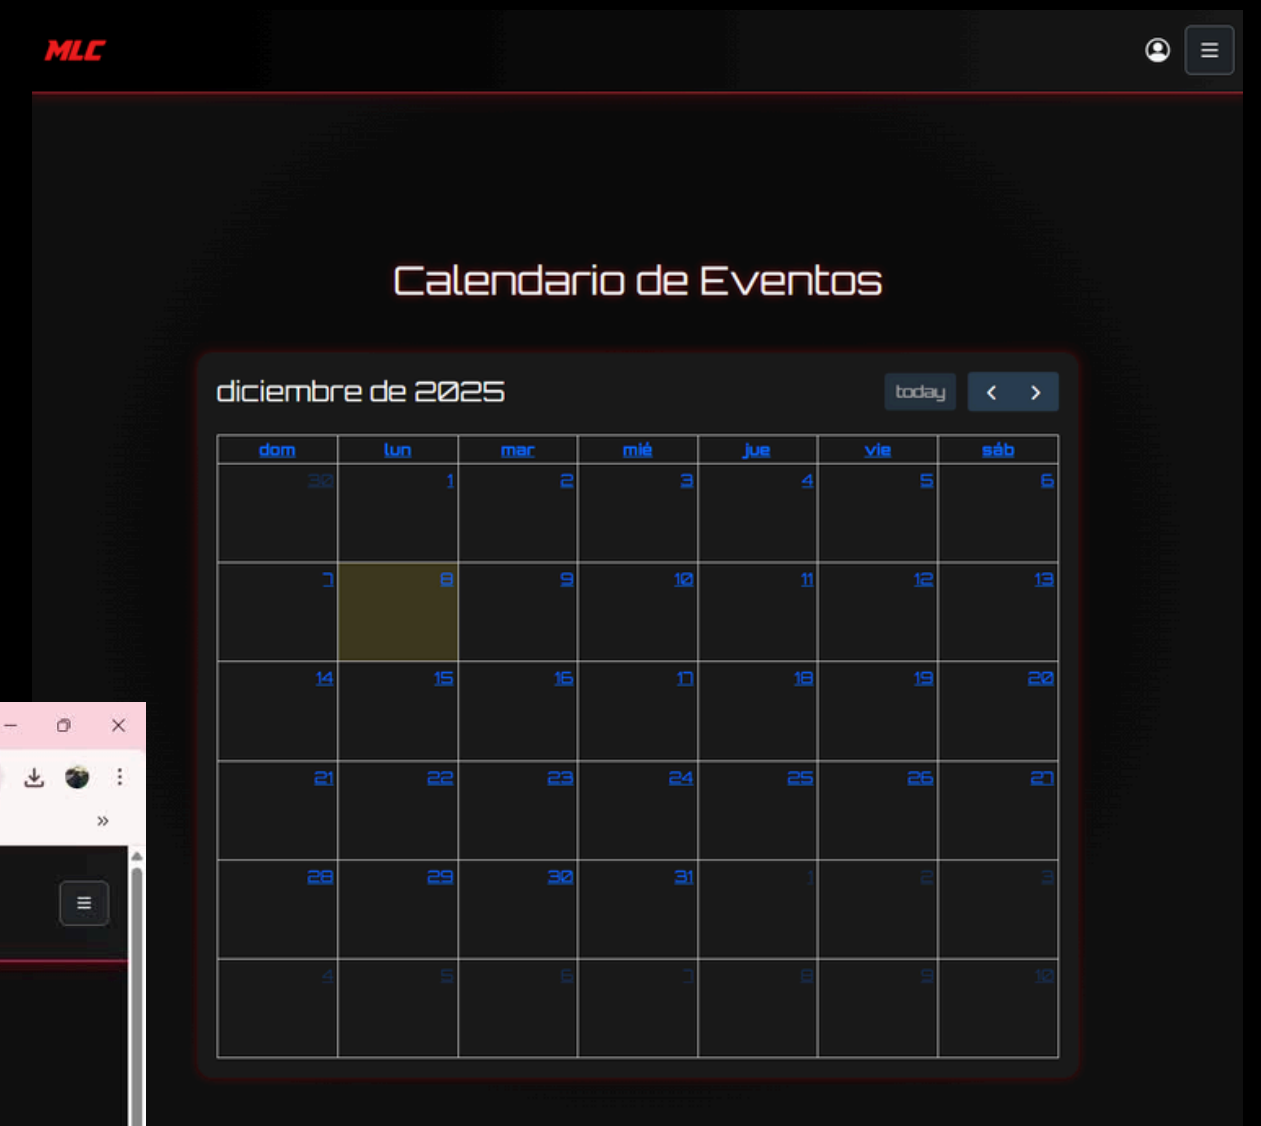 MLC
Calendario de Eventos
diciembre de 2025
today
dom lun mar mié jue vie sáb
30 1 2 3 4 5 6
7 8 9 10 11 12 13
14 15 16 17 18 19 20
21 22 23 24 25 26 27
28 29 30 31 1 2 3
4 5 6 7 8 9 10